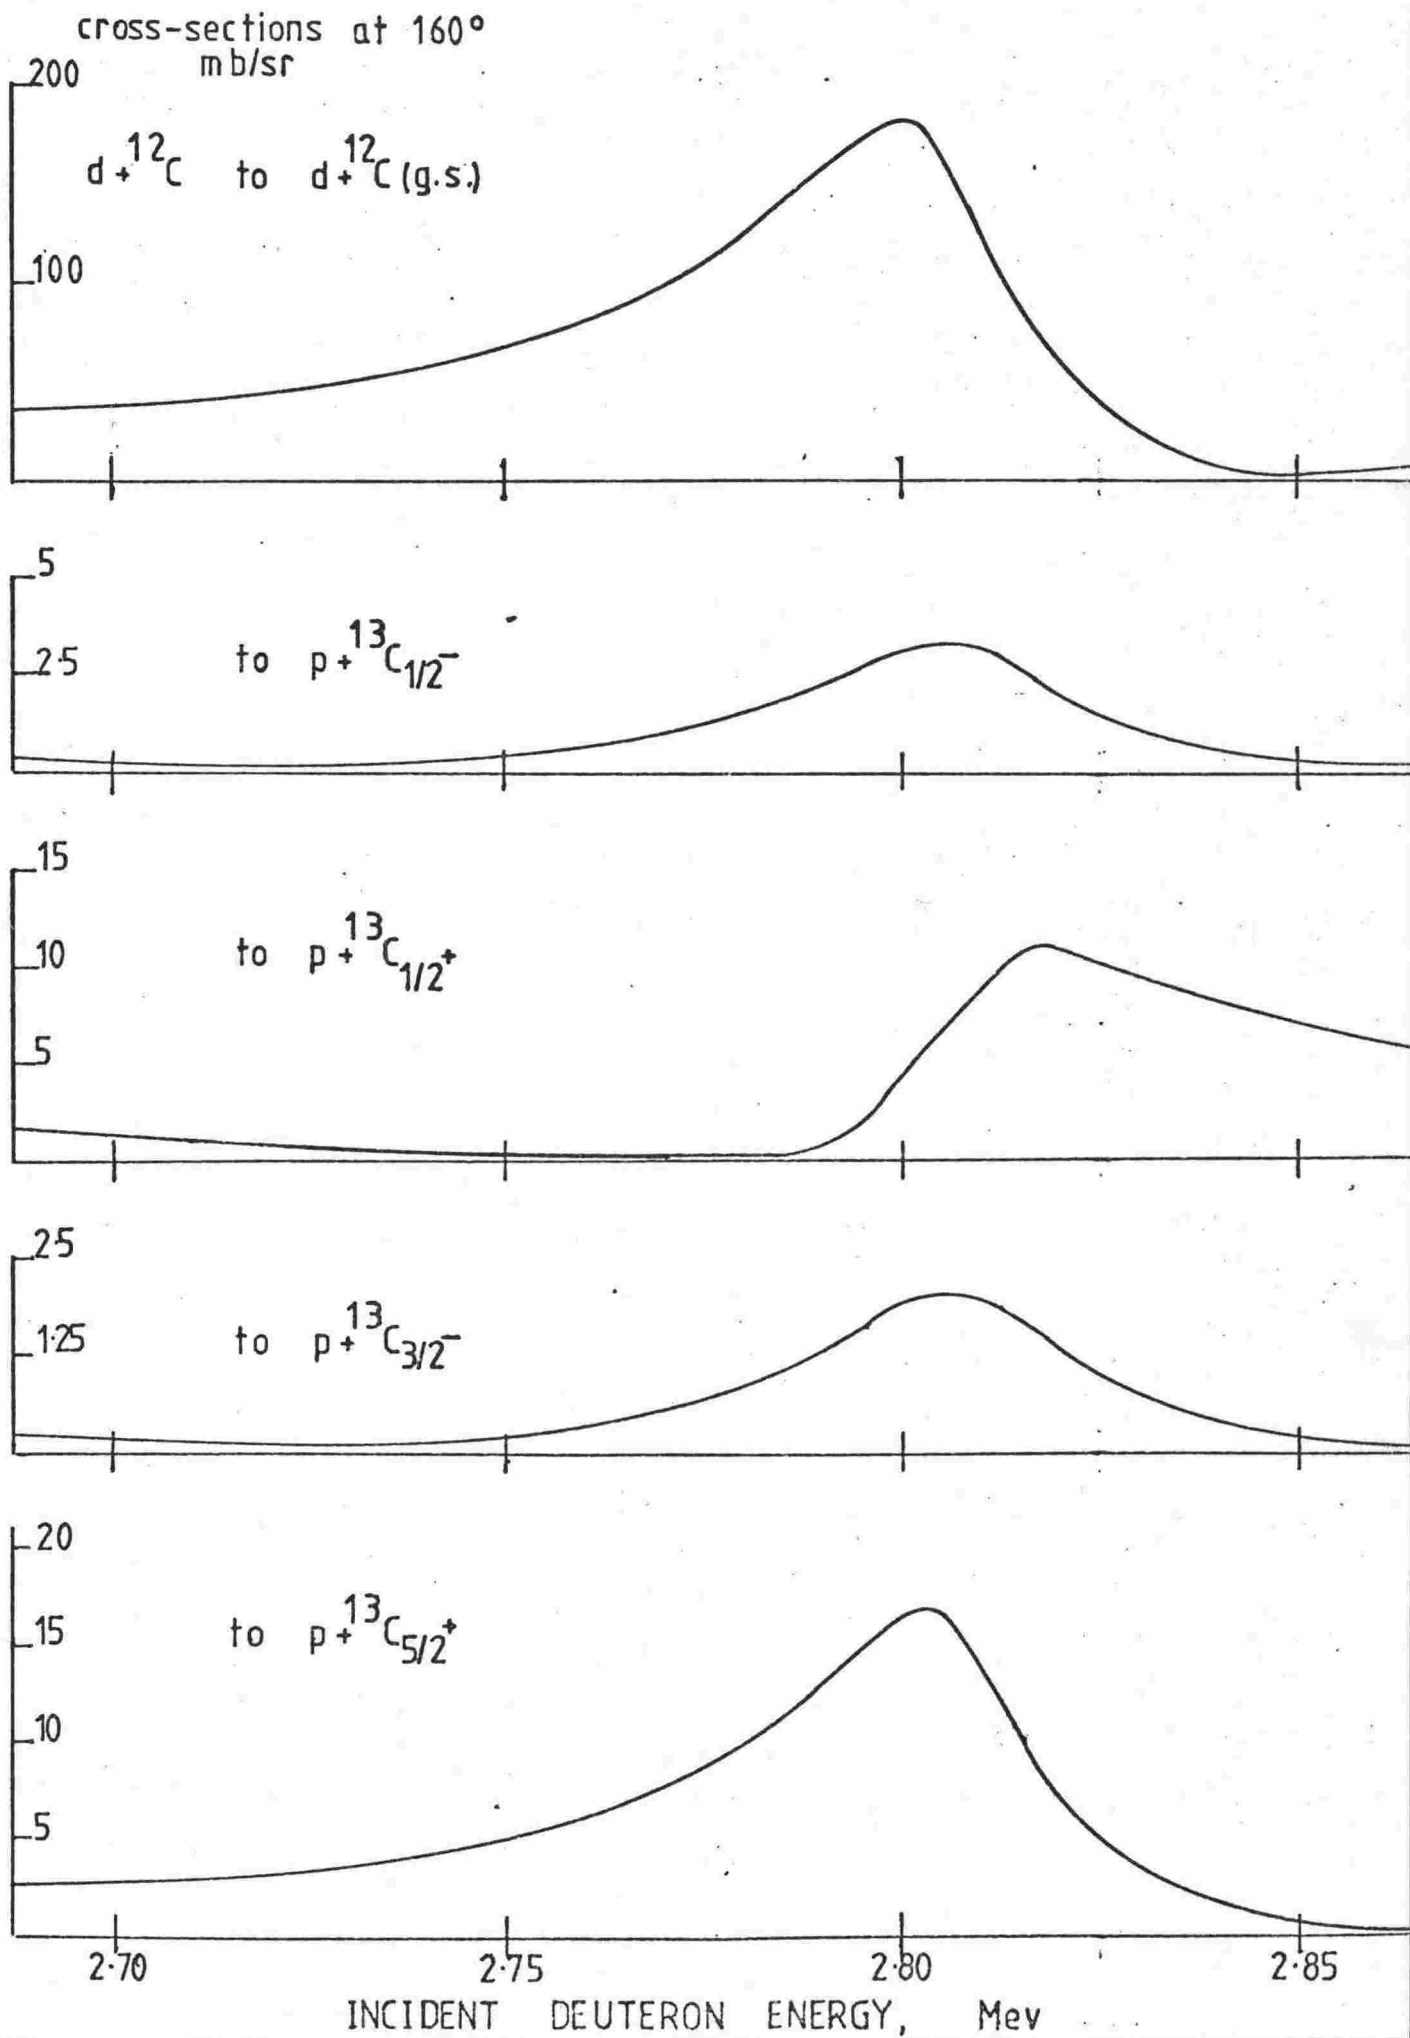 cross-sections at 160°
mb/sr
200
d+¹²C to d+¹²C (g.s.)
100
5
to p+¹³C1/2⁻
2·5
15
to p+¹³C1/2⁺
10
5
2·5
to p+¹³C3/2⁻
1·25
20
to p+¹³C5/2⁺
15
10
5
2·70 2·75 2·80 2·85
INCIDENT DEUTERON ENERGY, Mev